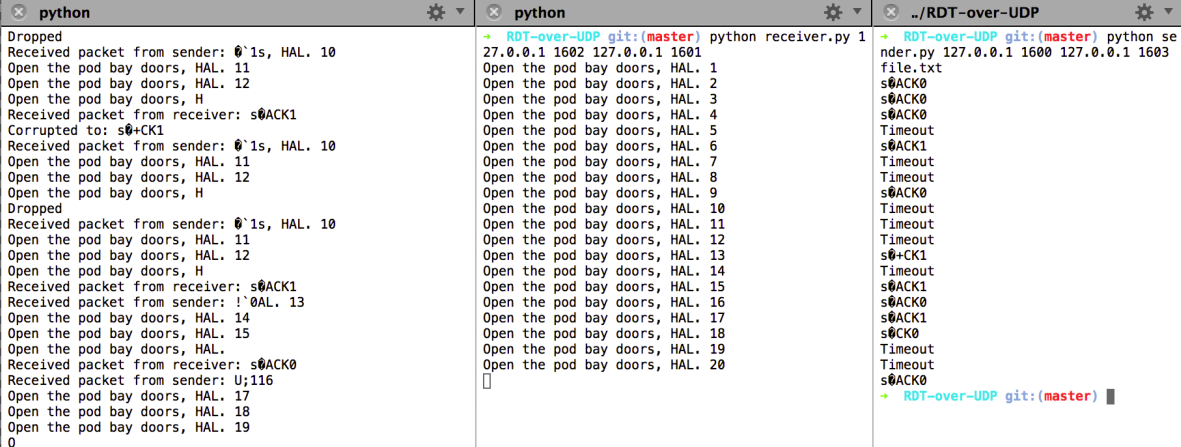 python
Dropped
Received packet from sender: �`1s, HAL. 10
Open the pod bay doors, HAL. 11
Open the pod bay doors, HAL. 12
Open the pod bay doors, H
Received packet from receiver: s�ACK1
Corrupted to: s�+CK1
Received packet from sender: �`1s, HAL. 10
Open the pod bay doors, HAL. 11
Open the pod bay doors, HAL. 12
Open the pod bay doors, H
Dropped
Received packet from sender: �`1s, HAL. 10
Open the pod bay doors, HAL. 11
Open the pod bay doors, HAL. 12
Open the pod bay doors, H
Received packet from receiver: s�ACK1
Received packet from sender: !`0AL. 13
Open the pod bay doors, HAL. 14
Open the pod bay doors, HAL. 15
Open the pod bay doors, HAL.
Received packet from receiver: s�ACK0
Received packet from sender: U;116
Open the pod bay doors, HAL. 17
Open the pod bay doors, HAL. 18
Open the pod bay doors, HAL. 19
O
python
→ RDT-over-UDP git:(master) python receiver.py 1
27.0.0.1 1602 127.0.0.1 1601
Open the pod bay doors, HAL. 1
Open the pod bay doors, HAL. 2
Open the pod bay doors, HAL. 3
Open the pod bay doors, HAL. 4
Open the pod bay doors, HAL. 5
Open the pod bay doors, HAL. 6
Open the pod bay doors, HAL. 7
Open the pod bay doors, HAL. 8
Open the pod bay doors, HAL. 9
Open the pod bay doors, HAL. 10
Open the pod bay doors, HAL. 11
Open the pod bay doors, HAL. 12
Open the pod bay doors, HAL. 13
Open the pod bay doors, HAL. 14
Open the pod bay doors, HAL. 15
Open the pod bay doors, HAL. 16
Open the pod bay doors, HAL. 17
Open the pod bay doors, HAL. 18
Open the pod bay doors, HAL. 19
Open the pod bay doors, HAL. 20
../RDT-over-UDP
→ RDT-over-UDP git:(master) python se
nder.py 127.0.0.1 1600 127.0.0.1 1603
file.txt
s�ACK0
s�ACK0
s�ACK0
Timeout
s�ACK1
Timeout
Timeout
s�ACK0
Timeout
Timeout
Timeout
s�+CK1
Timeout
s�ACK1
s�ACK0
s�ACK1
s�CK0
Timeout
Timeout
s�ACK0
→ RDT-over-UDP git:(master)